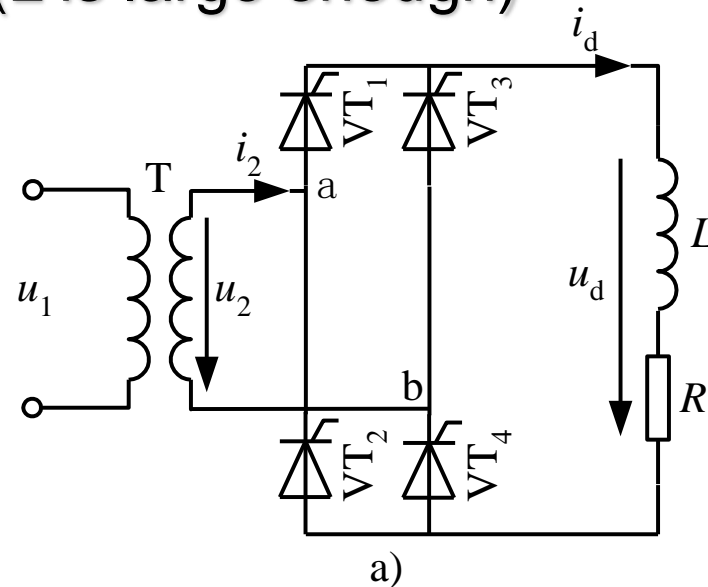 (L is large enough)
i_d
VT_1
VT_3
i_2
T
a
L
u_1
u_2
u_d
b
R
VT_2
VT_4
a)